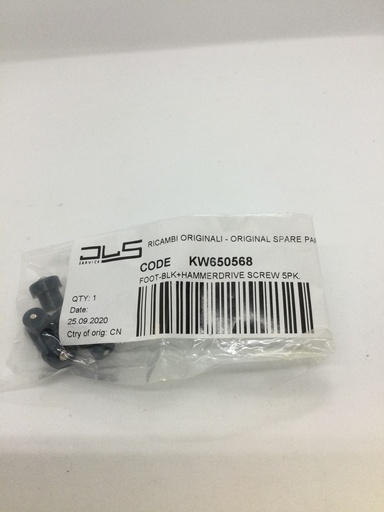 RICAMBI ORIGINALI - ORIGINAL SPARE
DLS
SERVICE
CODE KW650568
FOOT-BLK+HAMMERDRIVE SCREW 5PK.
QTY: 1
Date:
25.09.2020
Ctry of orig: CN